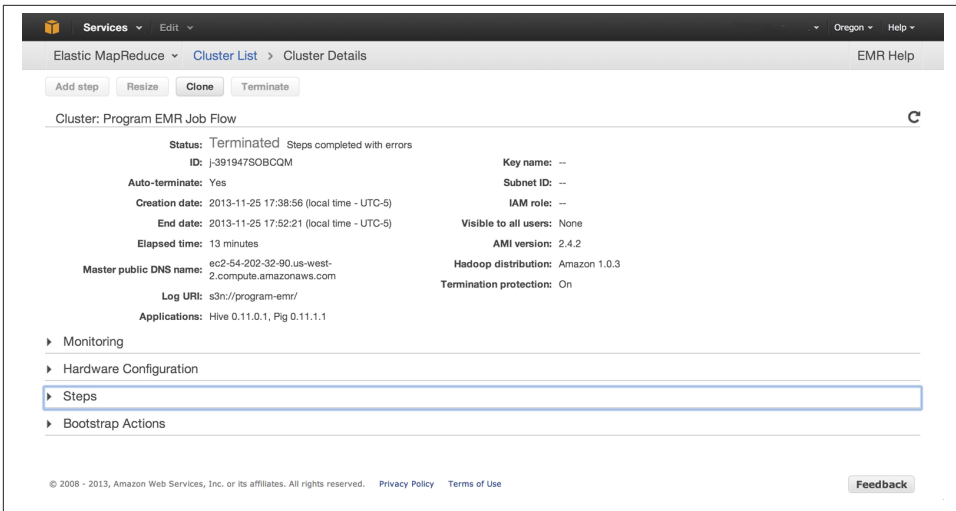 Services Edit Oregon Help
Elastic MapReduce Cluster List > Cluster Details EMR Help
Add step Resize Clone Terminate
Cluster: Program EMR Job Flow
Status: Terminated Steps completed with errors
ID: j-391947SOBCQM
Auto-terminate: Yes
Creation date: 2013-11-25 17:38:56 (local time - UTC-5)
End date: 2013-11-25 17:52:21 (local time - UTC-5)
Elapsed time: 13 minutes
Master public DNS name: ec2-54-202-32-90.us-west-
2.compute.amazonaws.com
Log URI: s3n://program-emr/
Applications: Hive 0.11.0.1, Pig 0.11.1.1
Key name: --
Subnet ID: --
IAM role: --
Visible to all users: None
AMI version: 2.4.2
Hadoop distribution: Amazon 1.0.3
Termination protection: On
Monitoring
Hardware Configuration
Steps
Bootstrap Actions
© 2008 - 2013, Amazon Web Services, Inc. or its affiliates. All rights reserved. Privacy Policy Terms of Use Feedback